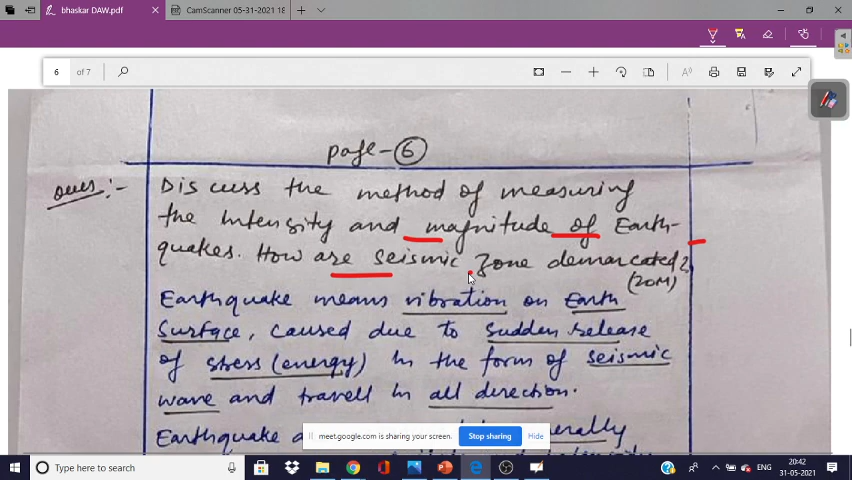 bhaskar DAW.pdf
CamScanner 05-31-2021 18
6 of 7
page-6
Ques:- Discuss the method of measuring
the Intensity and magnitude of Earth-
quakes. How are seismic zone demarcated?
(20M)
Earthquake means vibration on Earth
Surface, caused due to sudden release
of stress (energy) in the form of seismic
wave and travell in all direction.
meet.google.com is sharing your screen. Stop sharing Hide
Earthquake
Type here to search
ENG
20:42
31-05-2021